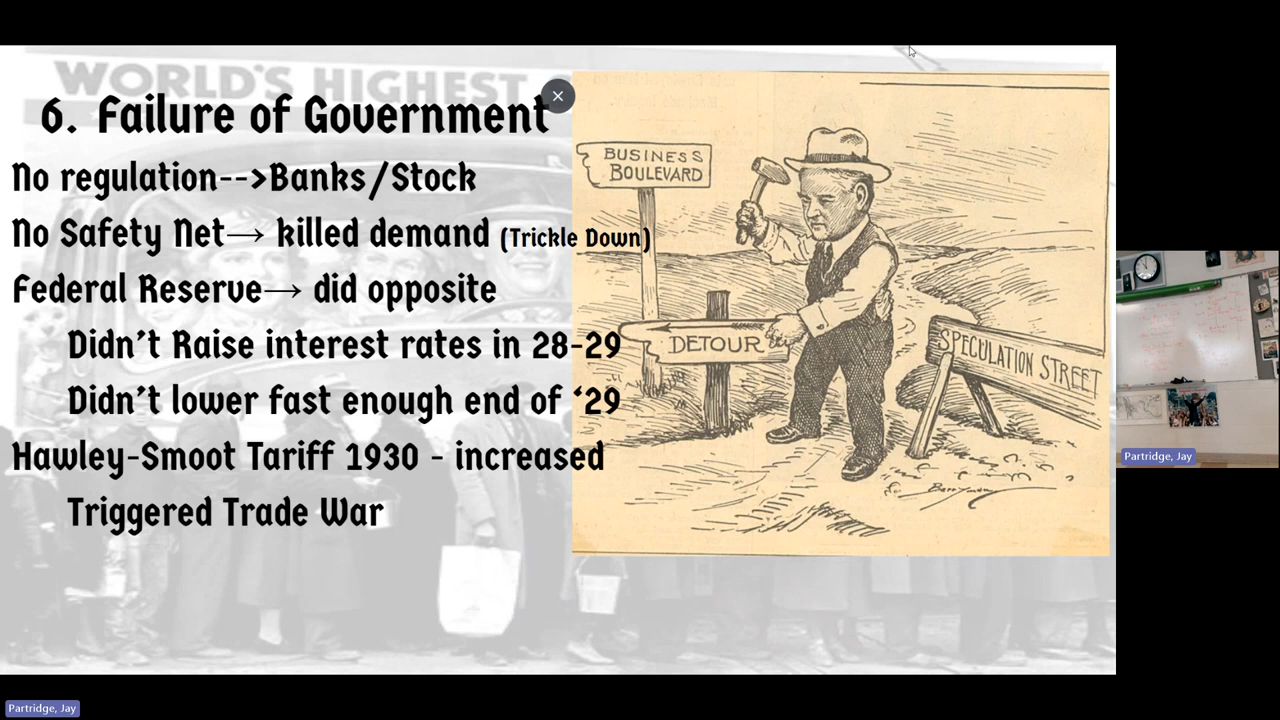 WORLD'S HIGHEST
6. Failure of Government
No regulation-->Banks/Stock
No Safety Net→ killed demand (Trickle Down)
Federal Reserve→ did opposite
Didn't Raise interest rates in 28-29
Didn't lower fast enough end of ‘29
Hawley-Smoot Tariff 1930 - increased
Triggered Trade War
BUSINESS
BOULEVARD
DETOUR
SPECULATION STREET
Berryman
Partridge, Jay
Partridge, Jay